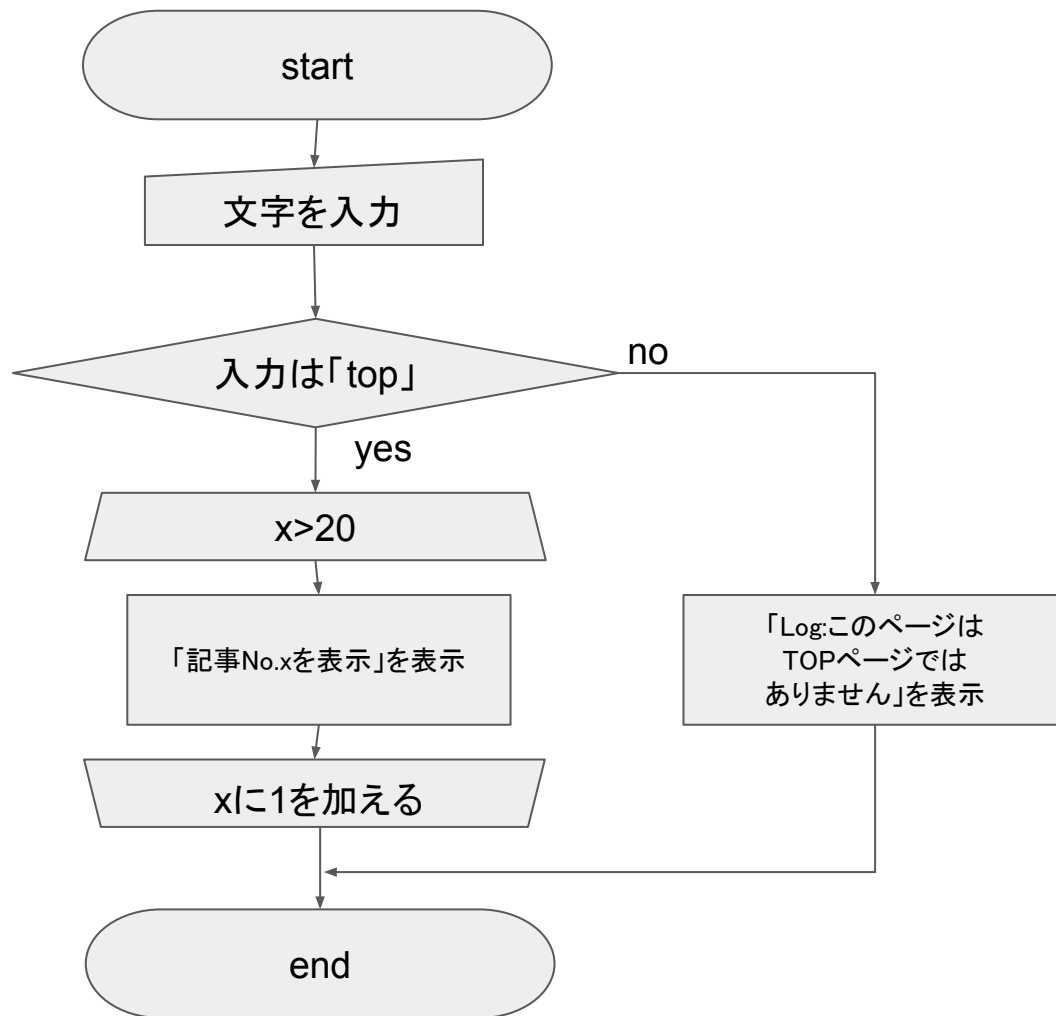 start
文字を入力
入力は「top」
no
yes
x>20
「記事No.xを表示」を表示
「Log:このページは
TOPページでは
ありません」を表示
xに1を加える
end